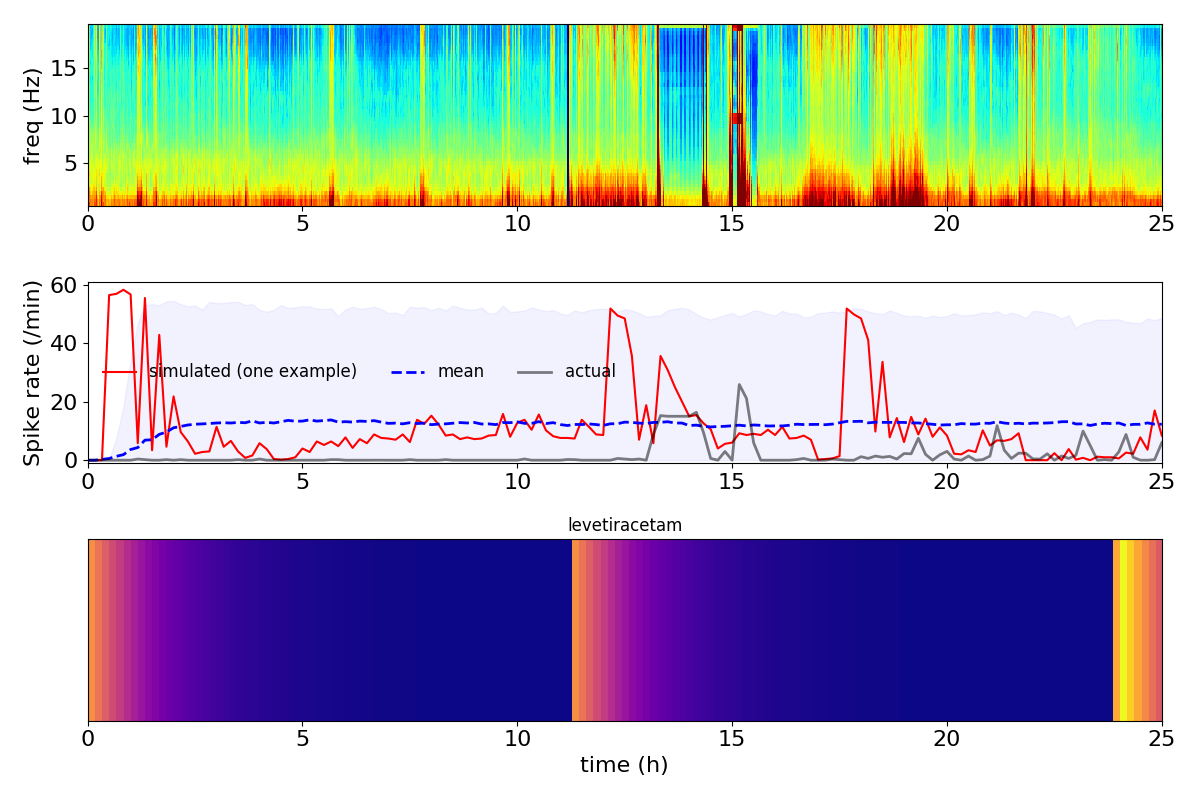 15
10
5
freq (Hz)
0 5 10 15 20 25
60
40
20
0
Spike rate (/min)
simulated (one example) mean actual
0 5 10 15 20 25
levetiracetam
0 5 10 15 20 25
time (h)